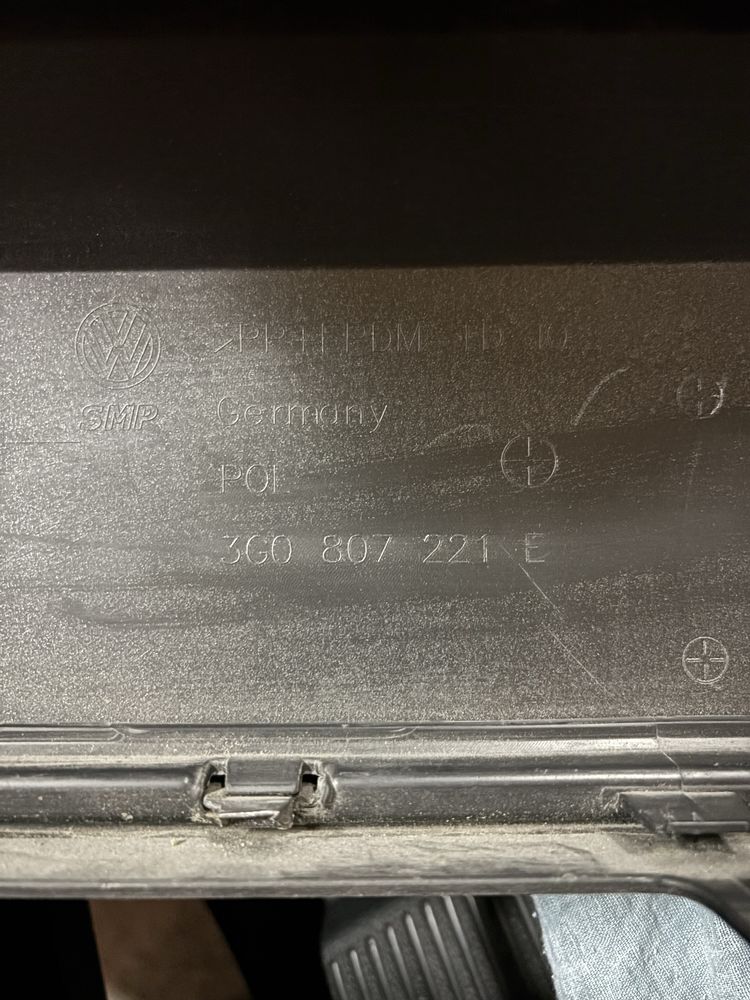 >PP+EPDM-TD 10
SMP
Germany
POL
3G0 807 221 E